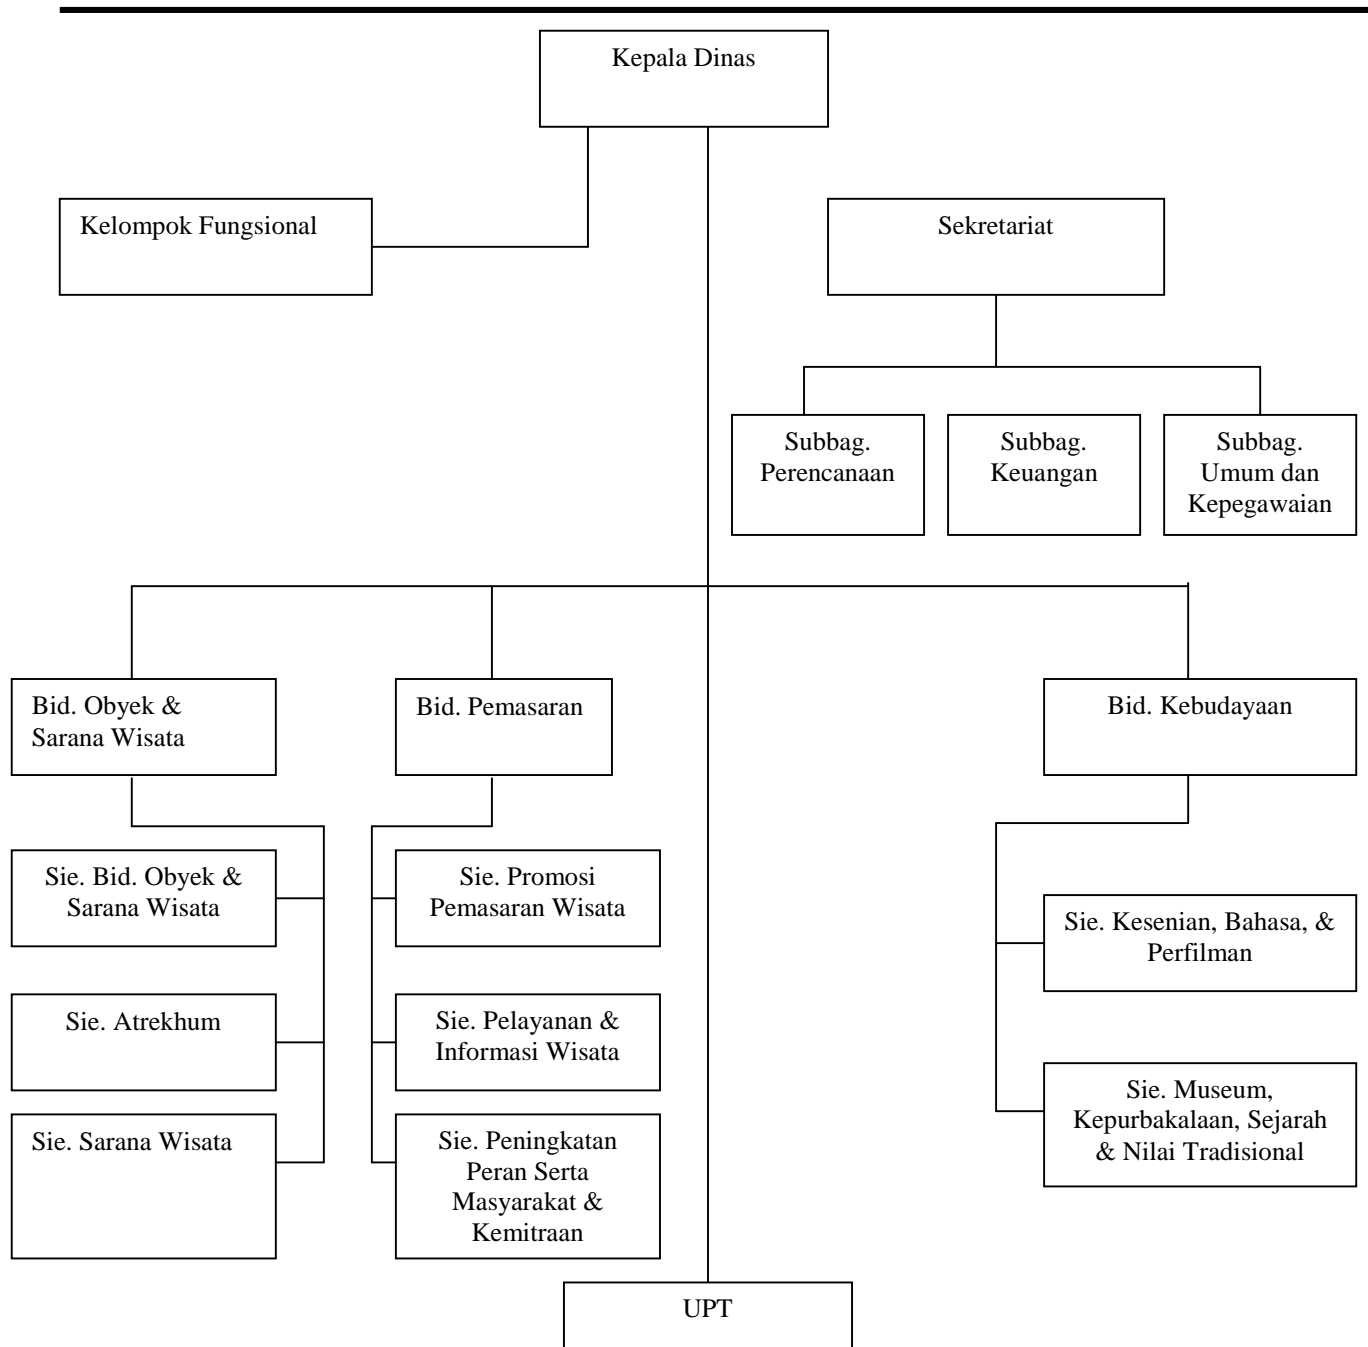 Kepala Dinas
Kelompok Fungsional
Sekretariat
Subbag.
Perencanaan
Subbag.
Keuangan
Subbag.
Umum dan
Kepegawaian
Bid. Obyek &
Sarana Wisata
Bid. Pemasaran
Bid. Kebudayaan
Sie. Bid. Obyek &
Sarana Wisata
Sie. Promosi
Pemasaran Wisata
Sie. Kesenian, Bahasa, &
Perfilman
Sie. Atrekhum
Sie. Pelayanan &
Informasi Wisata
Sie. Museum,
Kepurbakalaan, Sejarah
& Nilai Tradisional
Sie. Sarana Wisata
Sie. Peningkatan
Peran Serta
Masyarakat &
Kemitraan
UPT